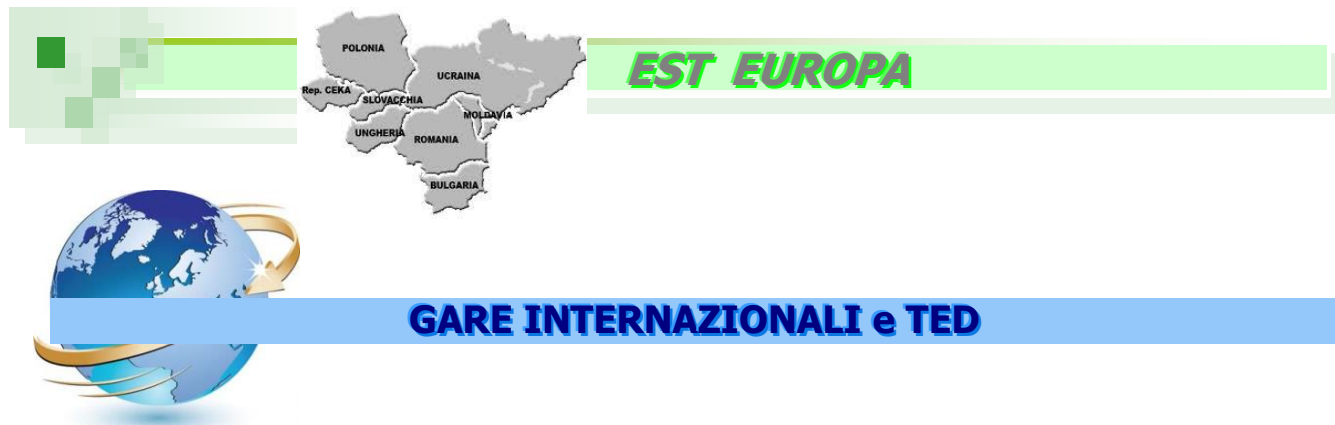 POLONIA
EST EUROPA
UCRAINA
Rep. CEKA
SLOVACCHIA
MOLDAVIA
UNGHERIA
ROMANIA
BULGARIA
GARE INTERNAZIONALI e TED